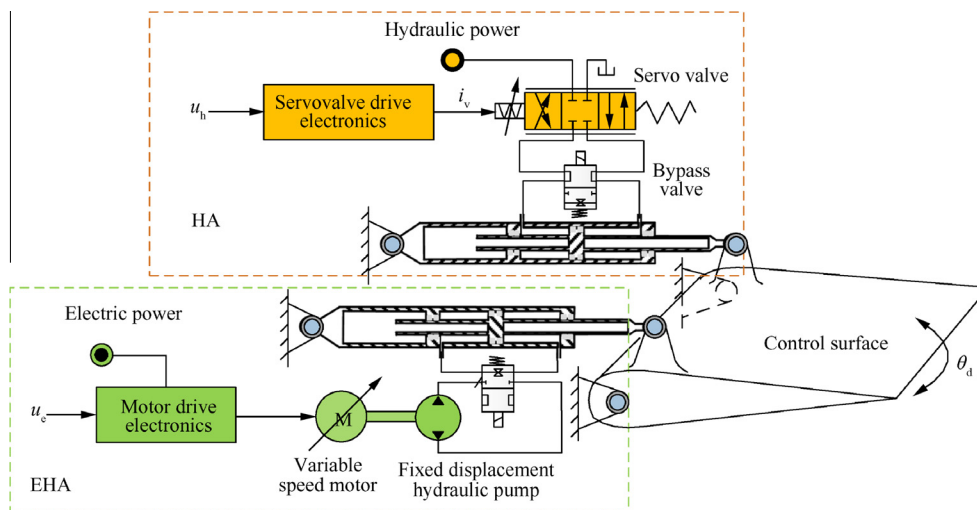 Hydraulic power
Servo valve
u_h
Servovalve drive
electronics
i_v
Bypass
valve
HA
Electric power
Control surface
θ_d
u_e
Motor drive
electronics
M
Variable
speed motor
Fixed displacement
hydraulic pump
EHA